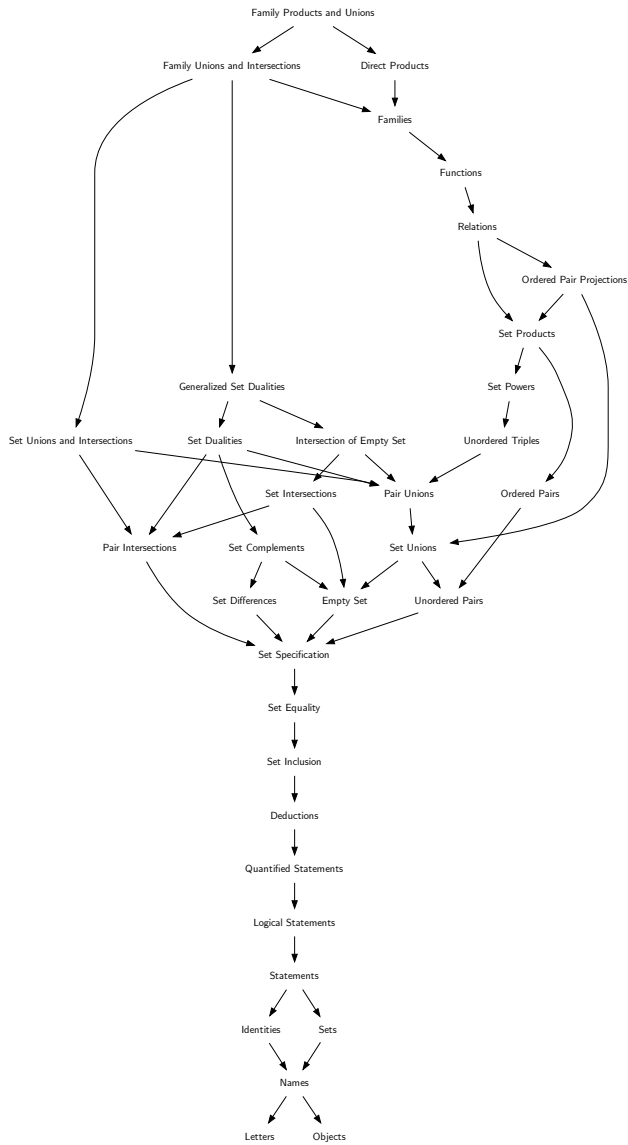 Family Products and Unions
Family Unions and Intersections
Direct Products
Families
Functions
Relations
Ordered Pair Projections
Set Products
Generalized Set Dualities
Set Powers
Set Unions and Intersections
Set Dualities
Intersection of Empty Set
Unordered Triples
Set Intersections
Pair Unions
Ordered Pairs
Pair Intersections
Set Complements
Set Unions
Set Differences
Empty Set
Unordered Pairs
Set Specification
Set Equality
Set Inclusion
Deductions
Quantified Statements
Logical Statements
Statements
Identities
Sets
Names
Letters
Objects